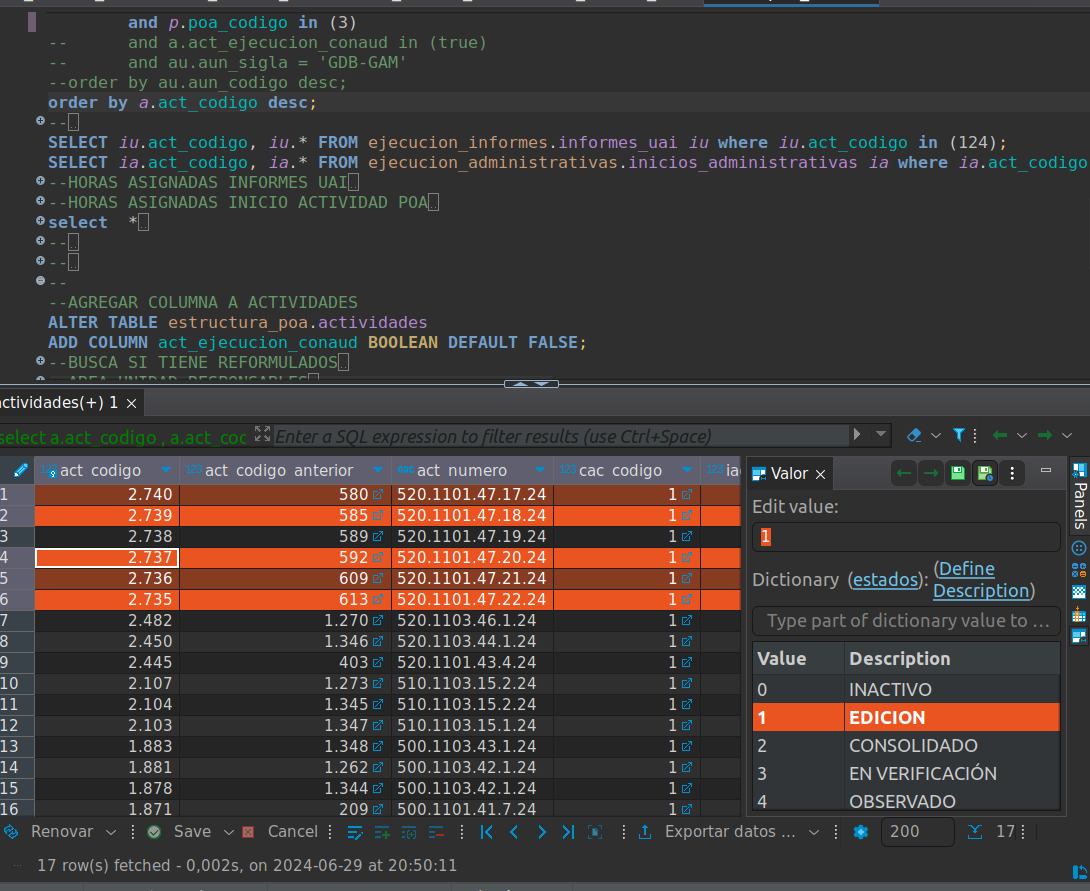 and p.poa_codigo in (3)
-- and a.act_ejecucion_conaud in (true)
-- and au.aun_sigla = 'GDB-GAM'
--order by au.aun_codigo desc;
order by a.act_codigo desc;
--..
SELECT iu.act_codigo, iu.* FROM ejecucion_informes.informes_uai iu where iu.act_codigo in (124);
SELECT ia.act_codigo, ia.* FROM ejecucion_administrativas.inicios_administrativas ia where ia.act_codigo
--HORAS ASIGNADAS INFORMES UAI..
--HORAS ASIGNADAS INICIO ACTIVIDAD POA..
select *..
--..
--..
--
--AGREGAR COLUMNA A ACTIVIDADES
ALTER TABLE estructura_poa.actividades
ADD COLUMN act_ejecucion_conaud BOOLEAN DEFAULT FALSE;
--BUSCA SI TIENE REFORMULADOS..
--AREA UNIDAD RESPONSABLES..
actividades(+) 1 ×
select a.act_codigo , a.act_coc Enter a SQL expression to filter results (use Ctrl+Space)
123 act_codigo 123 act_codigo_anterior abc act_numero 123 cac_codigo 123 iac
1 2.740 580 520.1101.47.17.24 1
2 2.739 585 520.1101.47.18.24 1
3 2.738 589 520.1101.47.19.24 1
4 2.737 592 520.1101.47.20.24 1
5 2.736 609 520.1101.47.21.24 1
6 2.735 613 520.1101.47.22.24 1
7 2.482 1.270 520.1103.46.1.24 1
8 2.450 1.346 520.1103.44.1.24 1
9 2.445 403 520.1101.43.4.24 1
10 2.107 1.273 510.1103.15.2.24 1
11 2.104 1.345 510.1103.15.2.24 1
12 2.103 1.347 510.1103.15.1.24 1
13 1.883 1.348 500.1103.43.1.24 1
14 1.881 1.262 500.1103.42.1.24 1
15 1.878 1.344 500.1103.42.1.24 1
16 1.871 209 500.1101.41.7.24 1
Valor ×
Edit value:
1
Dictionary (estados): (Define
Description)
Type part of dictionary value to ...
Value Description
0 INACTIVO
1 EDICION
2 CONSOLIDADO
3 EN VERIFICACIÓN
4 OBSERVADO
Panels
Renovar Save Cancel Exportar datos ... 200 17
17 row(s) fetched - 0,002s, on 2024-06-29 at 20:50:11